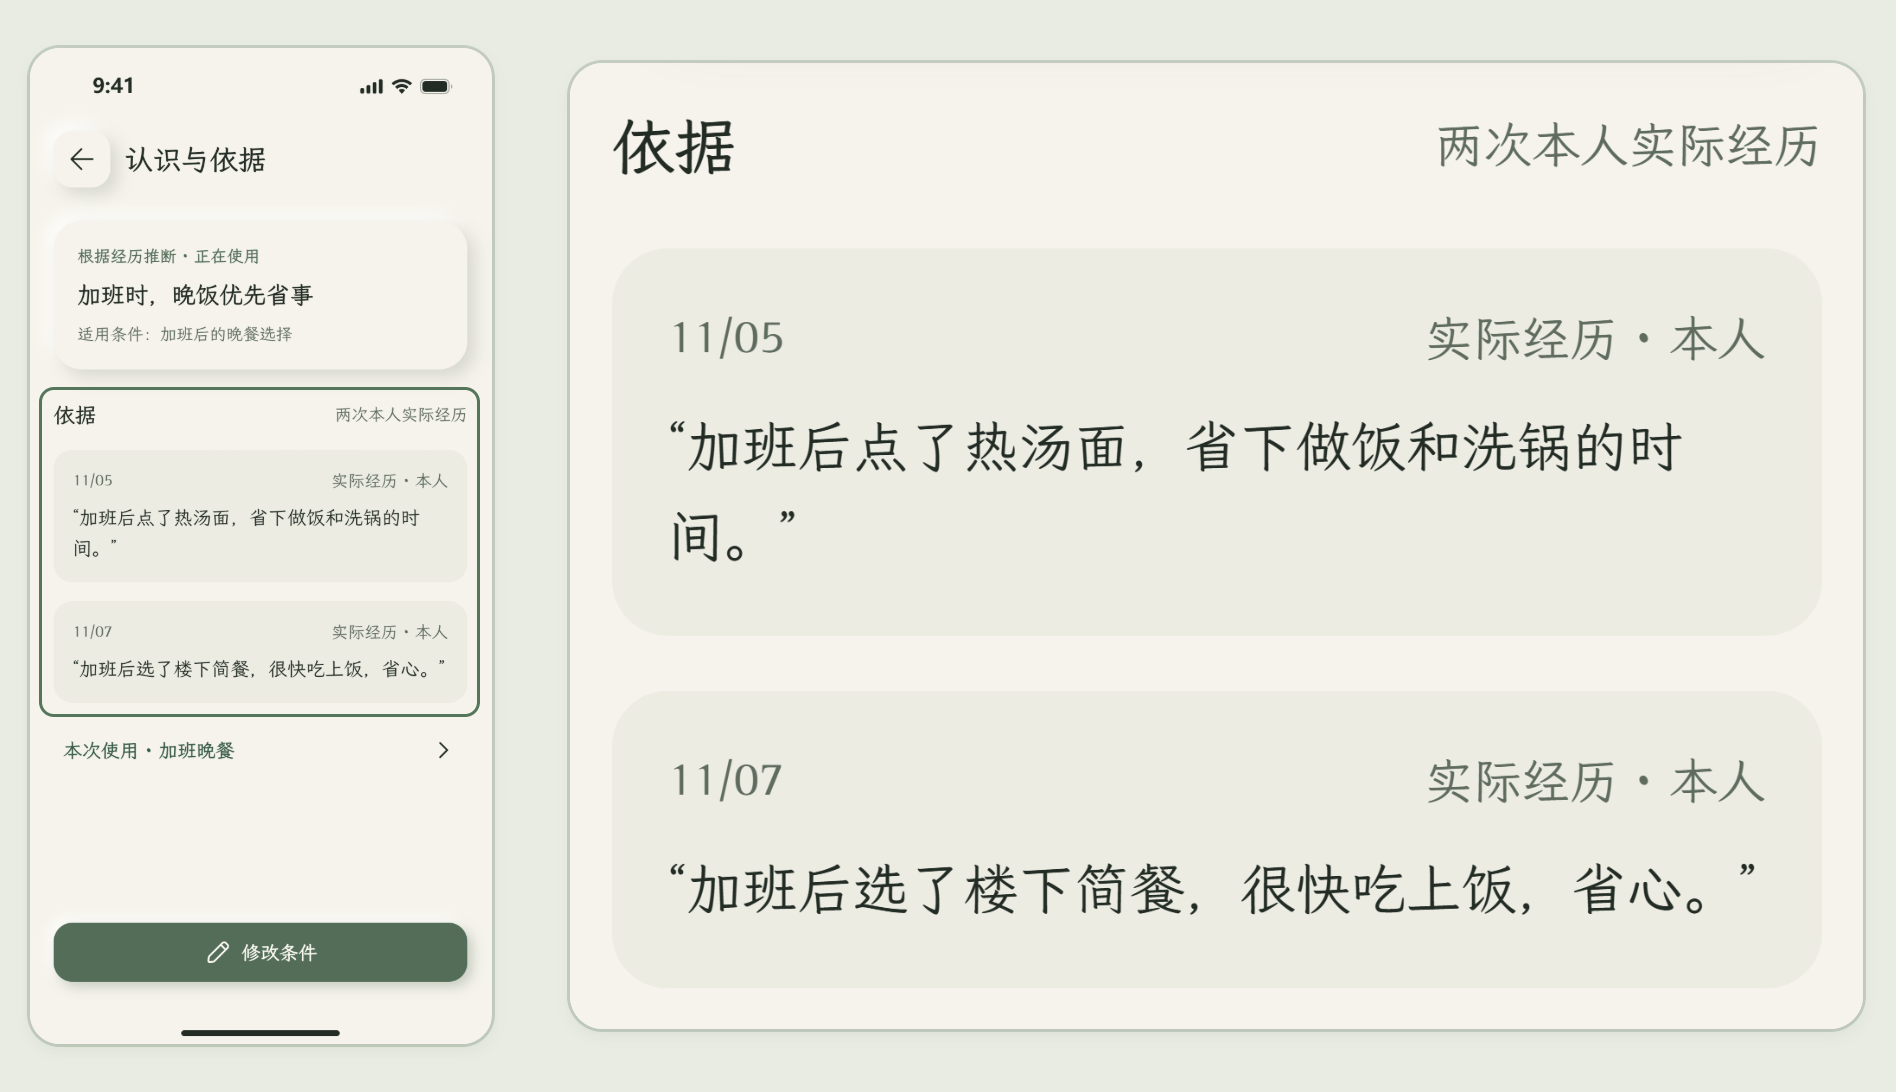 9:41
认识与依据
根据经历推断·正在使用
加班时，晚饭优先省事
适用条件：加班后的晚餐选择
依据
两次本人实际经历
11/05
实际经历·本人
“加班后点了热汤面，省下做饭和洗锅的时
间。”
11/07
实际经历·本人
“加班后选了楼下简餐，很快吃上饭，省心。”
本次使用·加班晚餐
修改条件
依据
两次本人实际经历
11/05
实际经历·本人
“加班后点了热汤面，省下做饭和洗锅的时
间。”
11/07
实际经历·本人
“加班后选了楼下简餐，很快吃上饭，省心。”